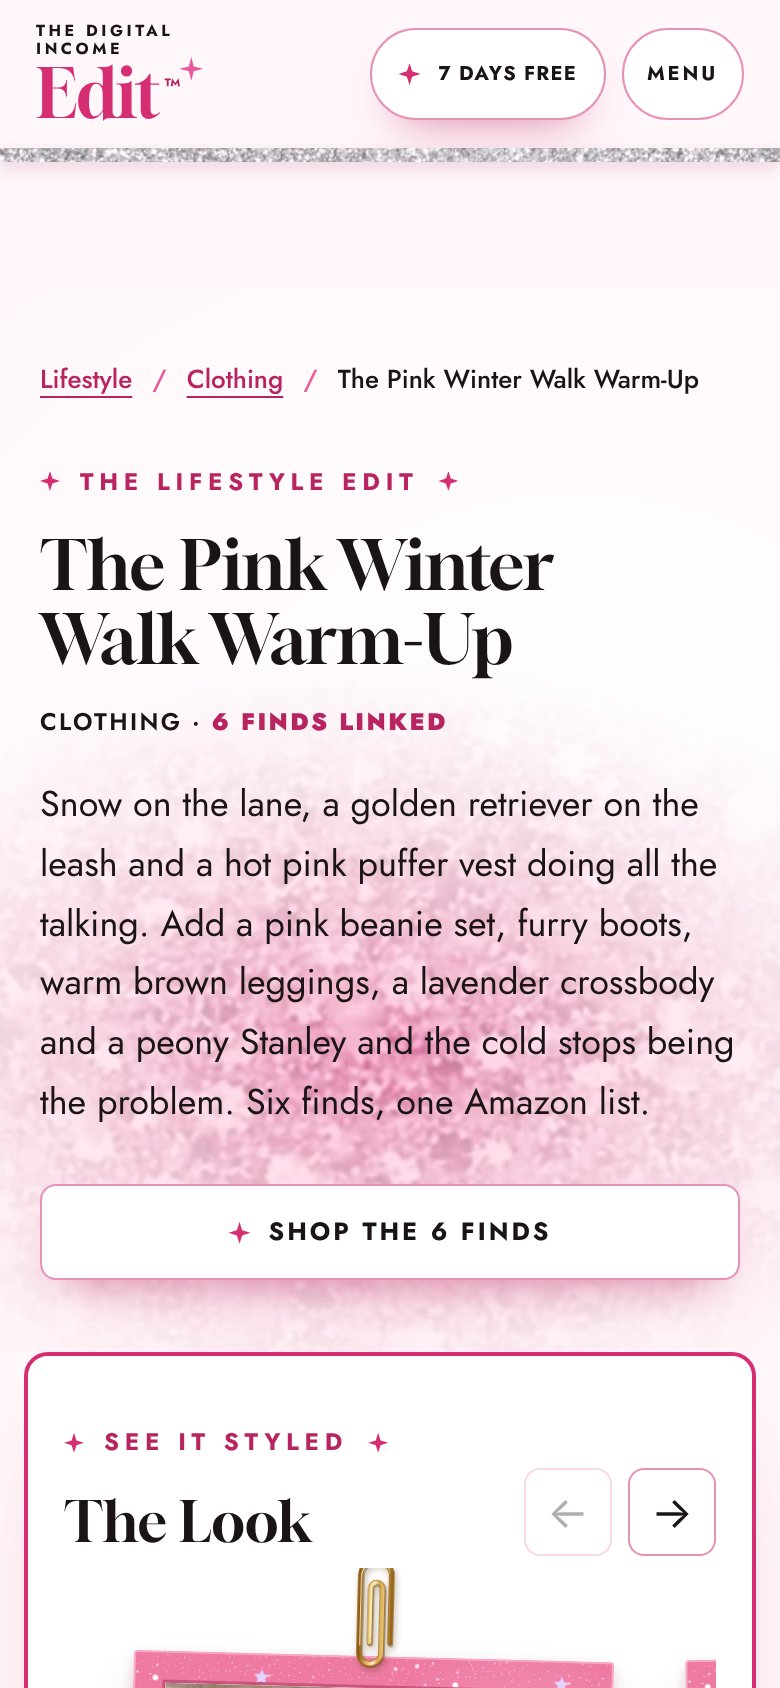 THE DIGITAL
INCOME
Edit™
7 DAYS FREE
MENU
Lifestyle / Clothing / The Pink Winter Walk Warm-Up
THE LIFESTYLE EDIT
The Pink Winter
Walk Warm-Up
CLOTHING · 6 FINDS LINKED
Snow on the lane, a golden retriever on the
leash and a hot pink puffer vest doing all the
talking. Add a pink beanie set, furry boots,
warm brown leggings, a lavender crossbody
and a peony Stanley and the cold stops being
the problem. Six finds, one Amazon list.
SHOP THE 6 FINDS
SEE IT STYLED
The Look